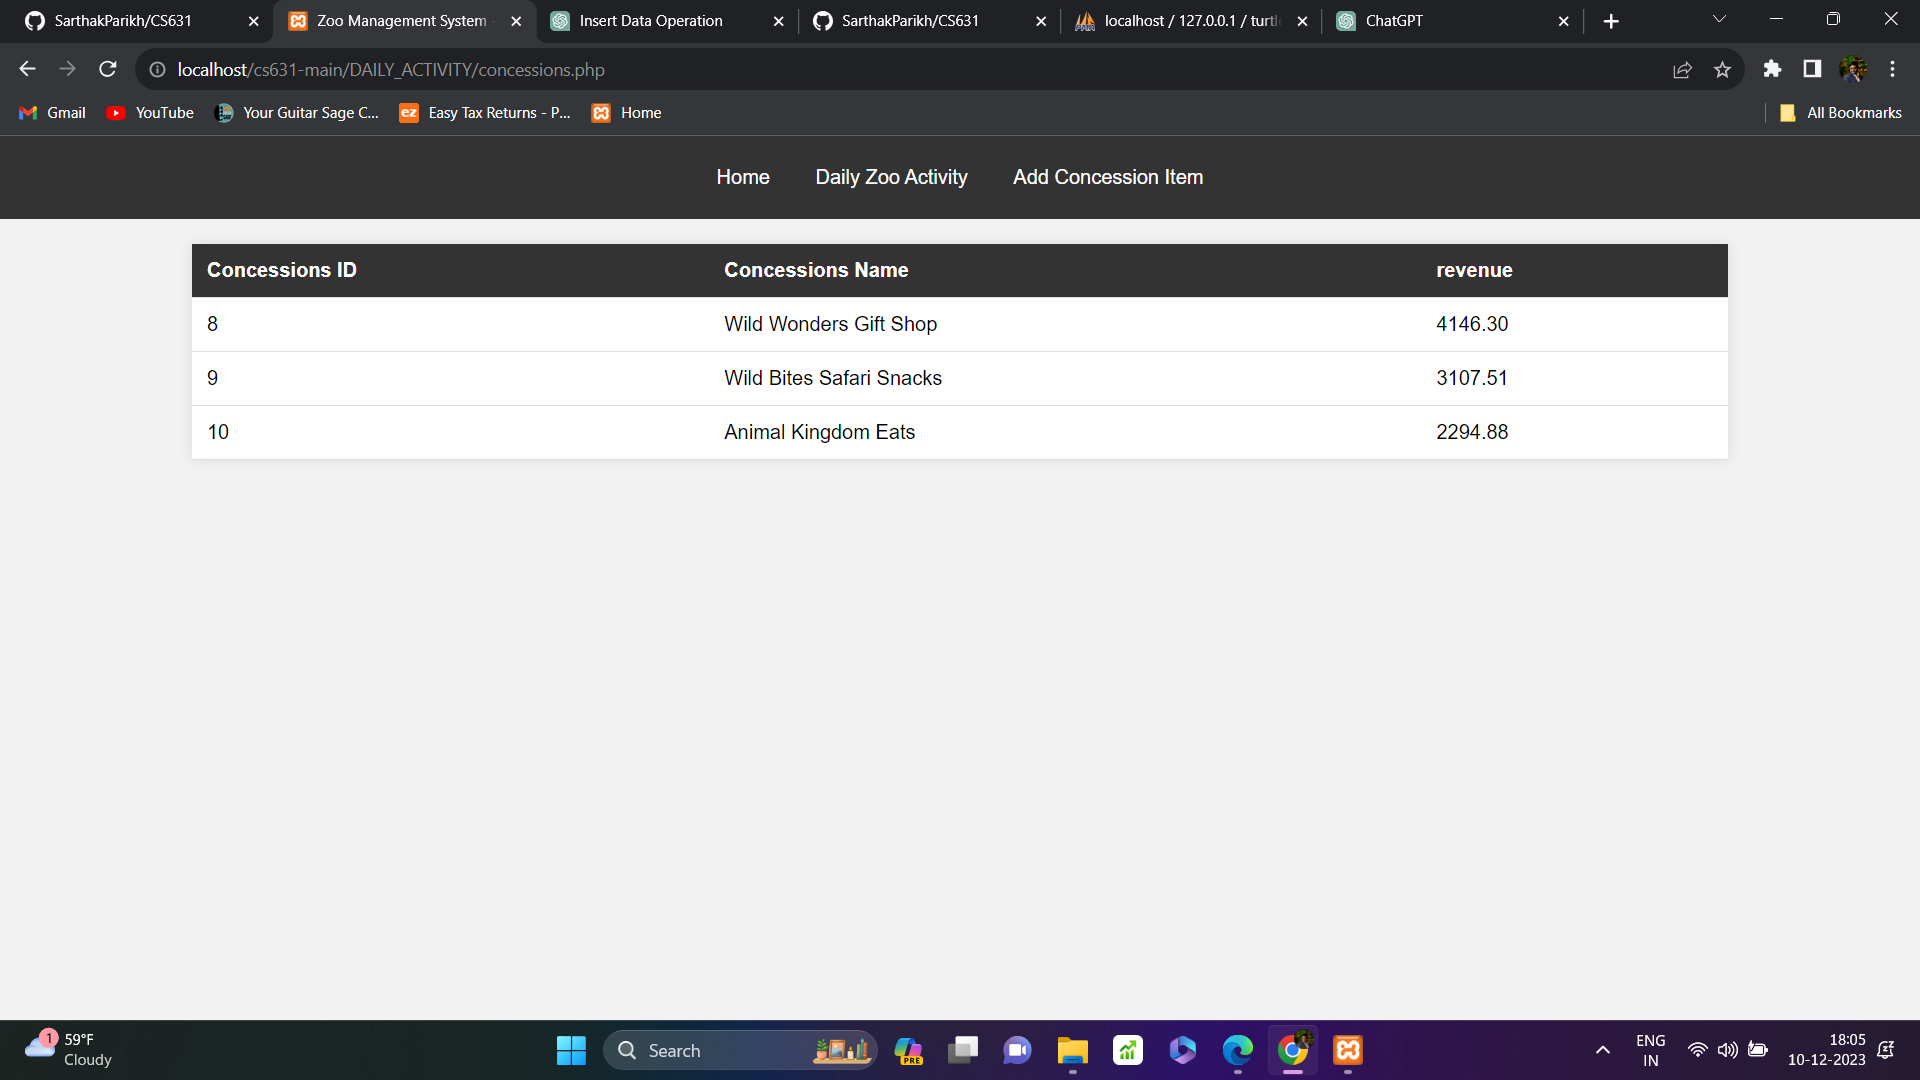 SarthakParikh/CS631
Zoo Management System -
Insert Data Operation
SarthakParikh/CS631
localhost / 127.0.0.1 / turtl
ChatGPT
localhost/cs631-main/DAILY_ACTIVITY/concessions.php
Gmail
YouTube
Your Guitar Sage C...
ez
Easy Tax Returns - P...
Home
All Bookmarks
Home
Daily Zoo Activity
Add Concession Item
Concessions ID Concessions Name revenue
8 Wild Wonders Gift Shop 4146.30
9 Wild Bites Safari Snacks 3107.51
10 Animal Kingdom Eats 2294.88
1
59°F
Cloudy
Search
PRE
ENG
IN
18:05
10-12-2023